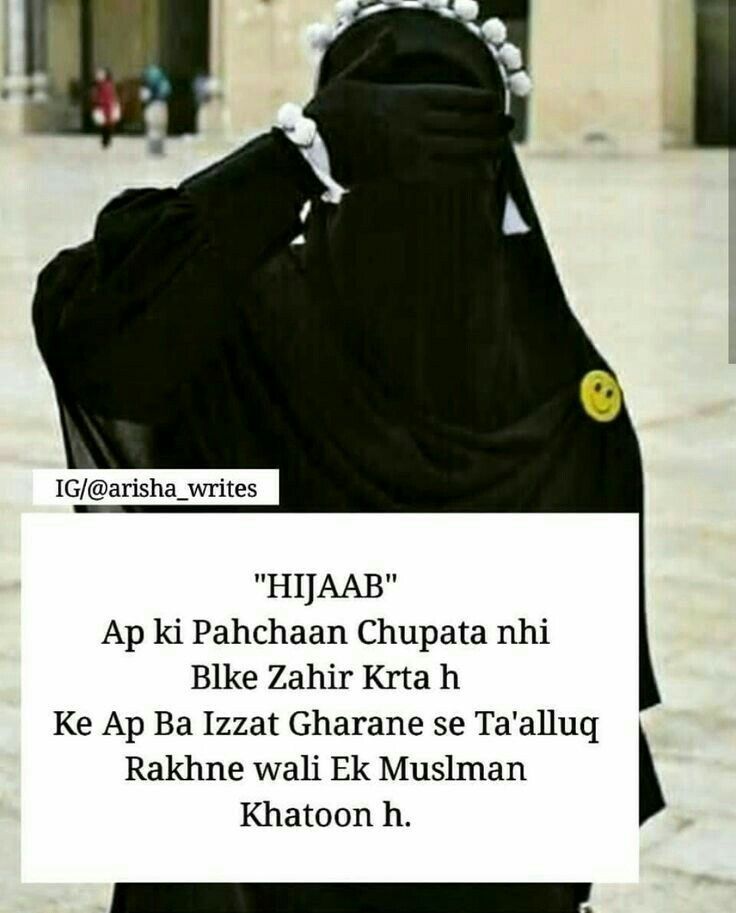 IG/@arisha_writes
"HIJAAB"
Ap ki Pahchaan Chupata nhi
Blke Zahir Krta h
Ke Ap Ba Izzat Gharane se Ta'alluq
Rakhne wali Ek Muslman
Khatoon h.